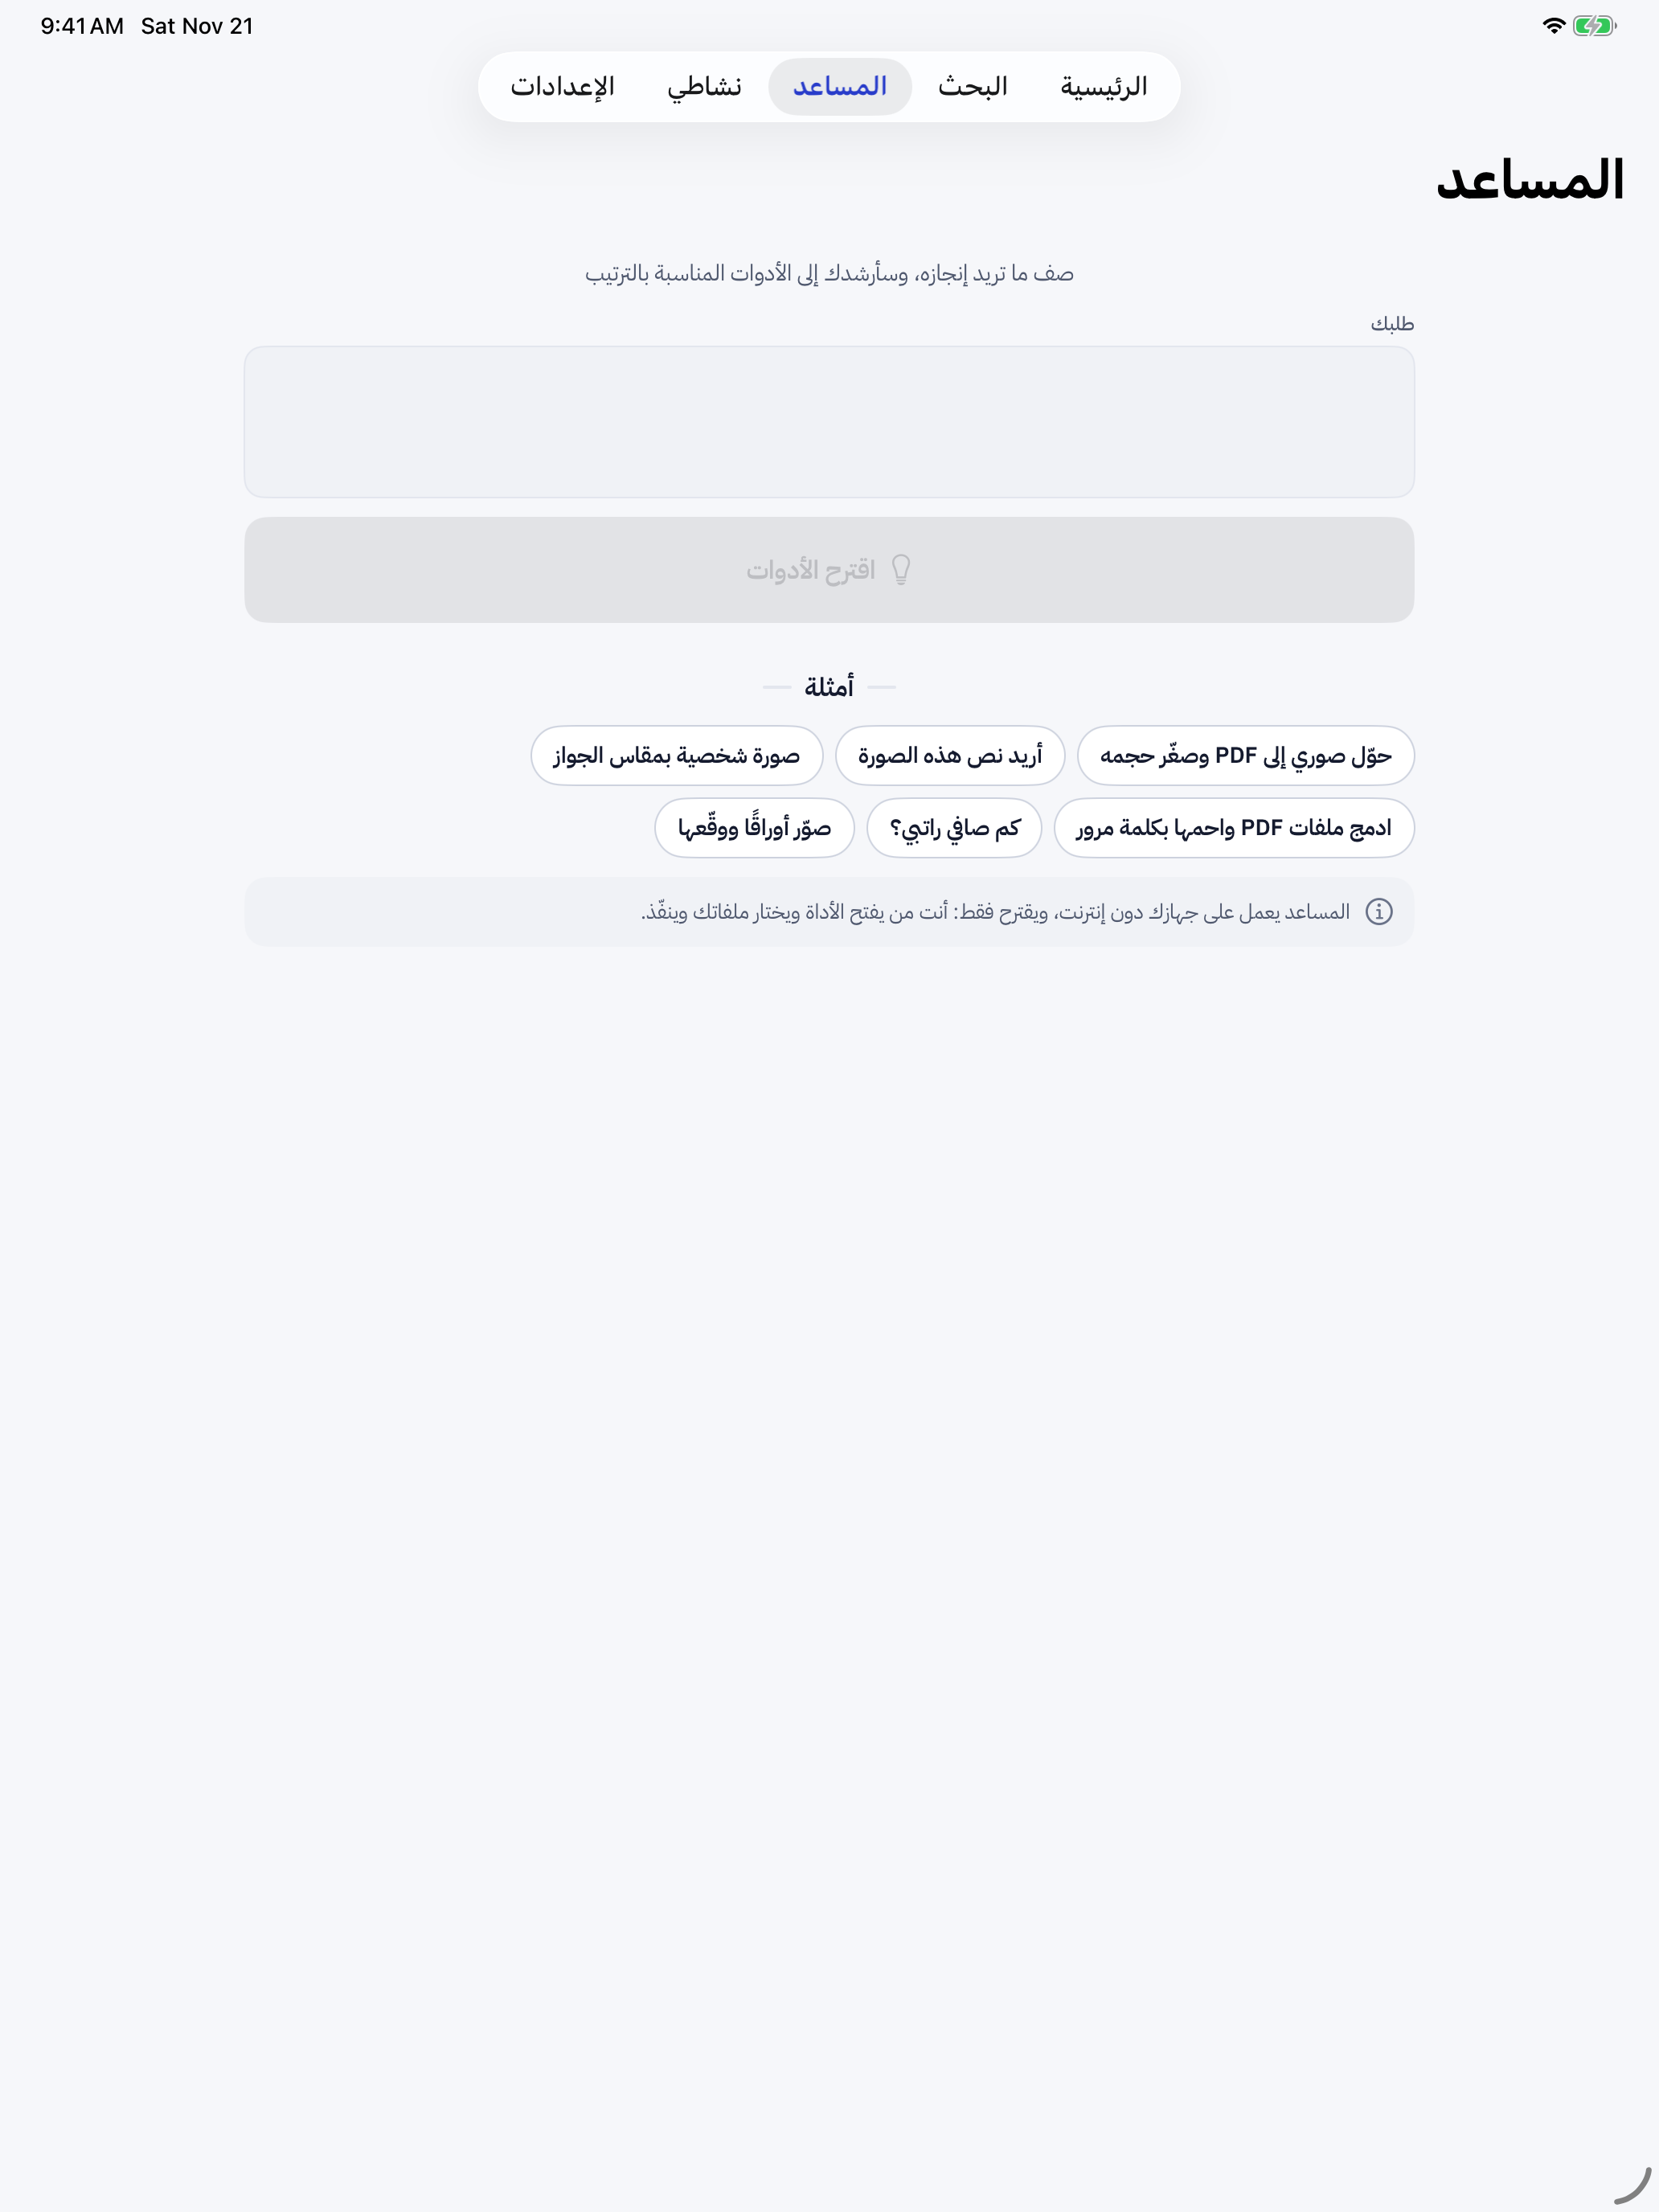 9:41 AM Sat Nov 21
الرئيسية البحث المساعد نشاطي الإعدادات
المساعد
صف ما تريد إنجازه، وسأرشدك إلى الأدوات المناسبة بالترتيب
طلبك
اقترح الأدوات
أمثلة
حوّل صوري إلى PDF وصغّر حجمه أريد نص هذه الصورة صورة شخصية بمقاس الجواز
ادمج ملفات PDF واحمها بكلمة مرور كم صافي راتبي؟ صوّر أوراقًا ووقّعها
المساعد يعمل على جهازك دون إنترنت، ويقترح فقط: أنت من يفتح الأداة ويختار ملفاتك وينفّذ.